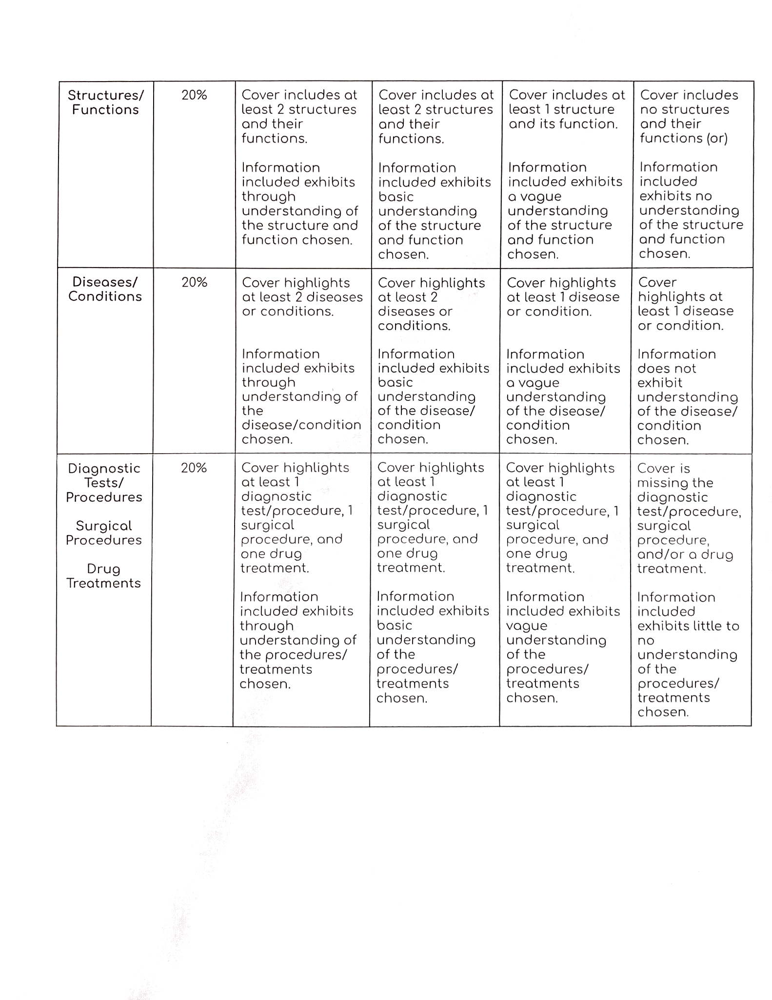 Structures/
Functions
20%
Cover includes at
least 2 structures
and their
functions.
Information
included exhibits
through
understanding of
the structure and
function chosen.
Cover includes at
least 2 structures
and their
functions.
Information
included exhibits
basic
understanding
of the structure
and function
chosen.
Cover includes at
least 1 structure
and its function.
Information
included exhibits
a vague
understanding
of the structure
and function
chosen.
Cover includes
no structures
and their
functions (or)
Information
included
exhibits no
understanding
of the structure
and function
chosen.
Diseases/
Conditions
20%
Cover highlights
at least 2 diseases
or conditions.
Information
included exhibits
through
understanding of
the
disease/condition
chosen.
Cover highlights
at least 2
diseases or
conditions.
Information
included exhibits
basic
understanding
of the disease/
condition
chosen.
Cover highlights
at least 1 disease
or condition.
Information
included exhibits
a vague
understanding
of the disease/
condition
chosen.
Cover
highlights at
least 1 disease
or condition.
Information
does not
exhibit
understanding
of the disease/
condition
chosen.
Diagnostic
Tests/
Procedures
Surgical
Procedures
Drug
Treatments
20%
Cover highlights
at least 1
diagnostic
test/procedure, 1
surgical
procedure, and
one drug
treatment.
Information
included exhibits
through
understanding of
the procedures/
treatments
chosen.
Cover highlights
at least 1
diagnostic
test/procedure, 1
surgical
procedure, and
one drug
treatment.
Information
included exhibits
basic
understanding
of the
procedures/
treatments
chosen.
Cover highlights
at least 1
diagnostic
test/procedure, 1
surgical
procedure, and
one drug
treatment.
Information
included exhibits
vague
understanding
of the
procedures/
treatments
chosen.
Cover is
missing the
diagnostic
test/procedure,
surgical
procedure,
and/or a drug
treatment.
Information
included
exhibits little to
no
understanding
of the
procedures/
treatments
chosen.